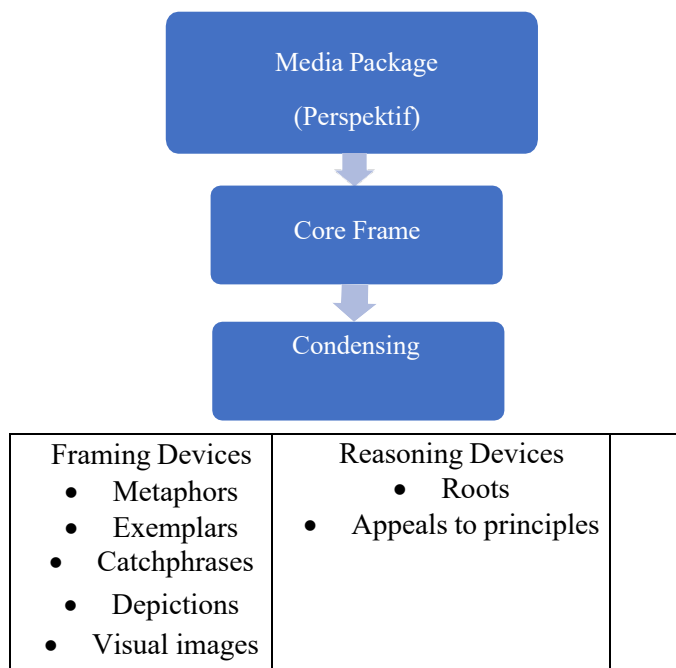 Media Package
(Perspektif)
Core Frame
Condensing
Framing Devices
• Metaphors
• Exemplars
• Catchphrases
• Depictions
• Visual images
Reasoning Devices
• Roots
• Appeals to principles